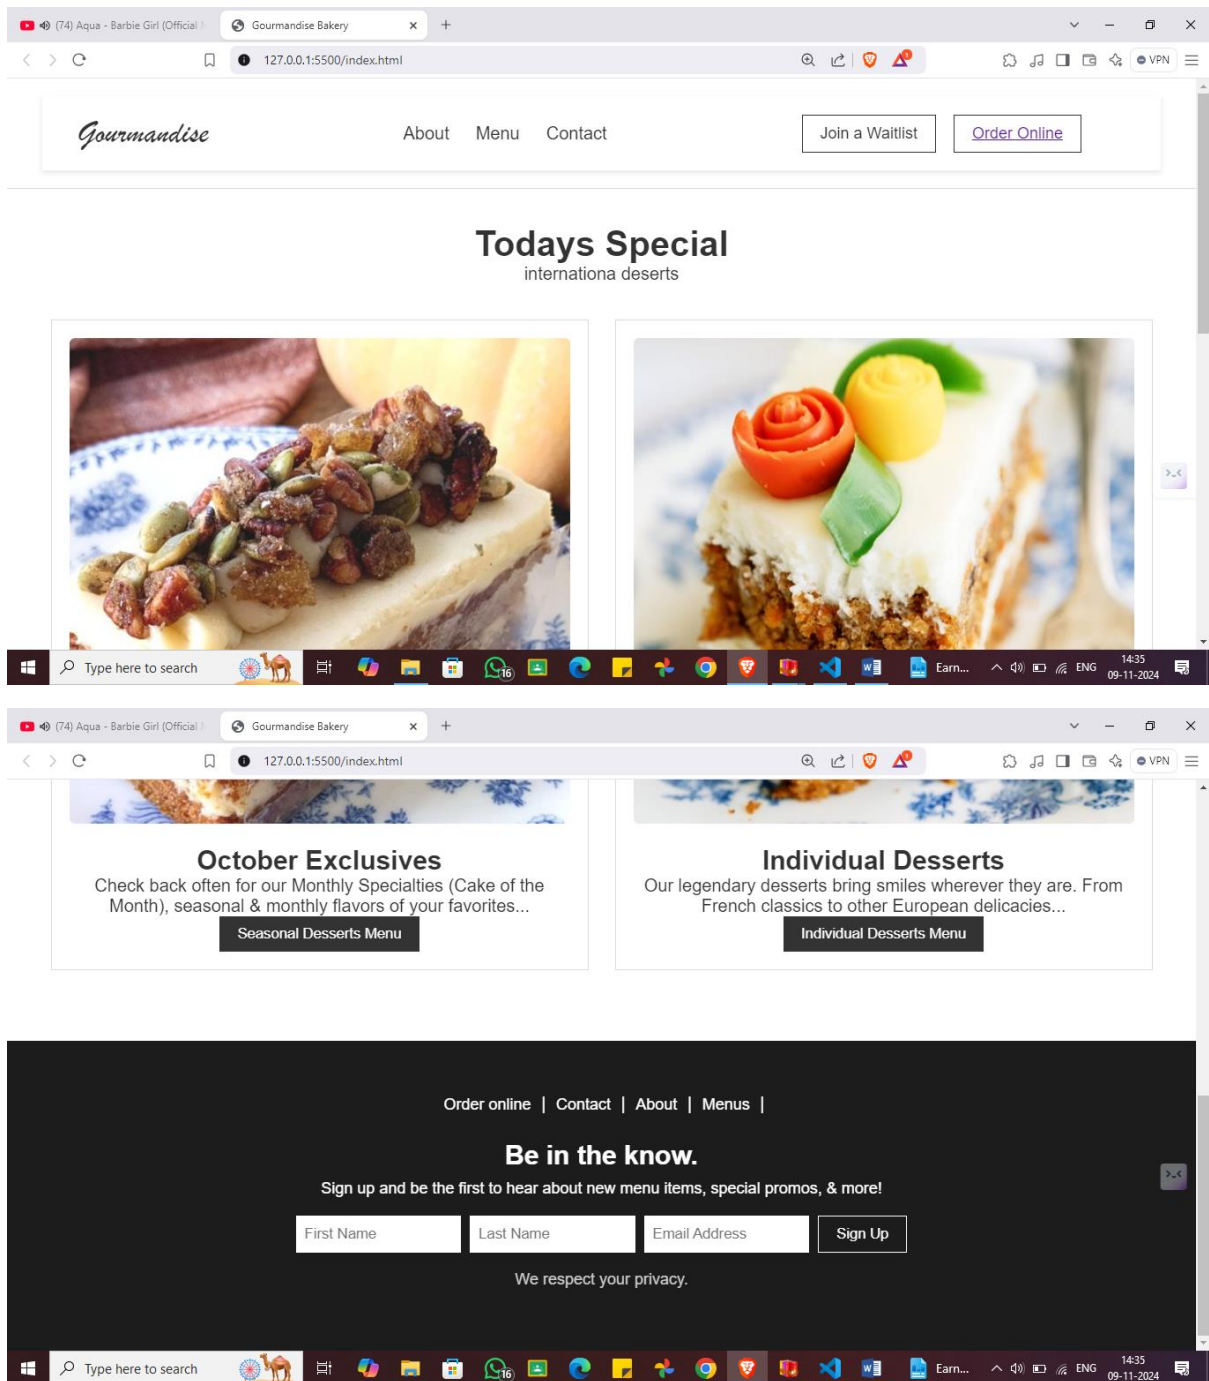 (74) Aqua - Barbie Girl (Official
Gourmandise Bakery
127.0.0.1:5500/index.html
VPN
Gourmandise
About Menu Contact
Join a Waitlist Order Online
Todays Special
internationa deserts
Type here to search
16
Earn...
ENG
14:35
09-11-2024
(74) Aqua - Barbie Girl (Official
Gourmandise Bakery
127.0.0.1:5500/index.html
VPN
October Exclusives
Check back often for our Monthly Specialties (Cake of the
Month), seasonal & monthly flavors of your favorites...
Seasonal Desserts Menu
Individual Desserts
Our legendary desserts bring smiles wherever they are. From
French classics to other European delicacies...
Individual Desserts Menu
Order online | Contact | About | Menus |
Be in the know.
Sign up and be the first to hear about new menu items, special promos, & more!
First Name Last Name Email Address Sign Up
We respect your privacy.
Type here to search
16
Earn...
ENG
14:35
09-11-2024